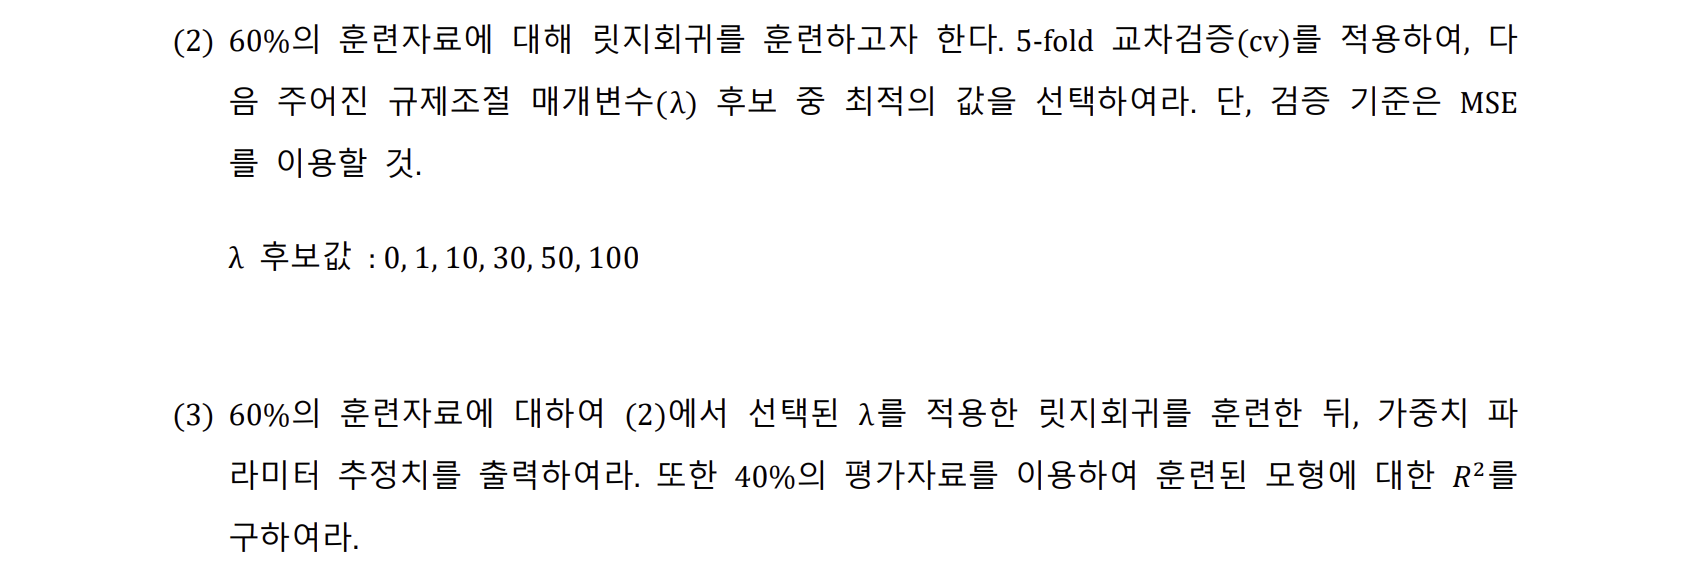 (2) 60%의 훈련자료에 대해 릿지회귀를 훈련하고자 한다. 5-fold 교차검증(cv)를 적용하여, 다
음 주어진 규제조절 매개변수(λ) 후보 중 최적의 값을 선택하여라. 단, 검증 기준은 MSE
를 이용할 것.
λ 후보값 : 0, 1, 10, 30, 50, 100
(3) 60%의 훈련자료에 대하여 (2)에서 선택된 λ를 적용한 릿지회귀를 훈련한 뒤, 가중치 파
라미터 추정치를 출력하여라. 또한 40%의 평가자료를 이용하여 훈련된 모형에 대한 R²를
구하여라.